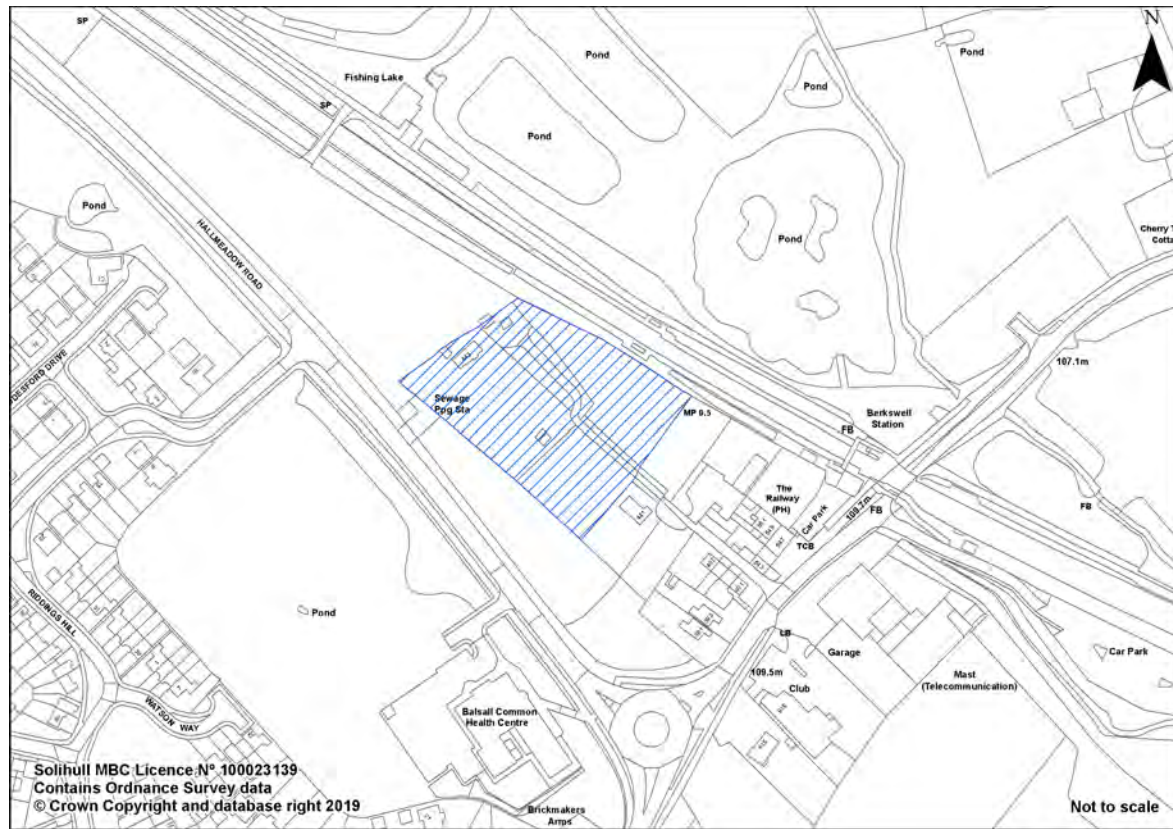 SP
N
Pond
Fishing Lake
SP
Pond
Pond
Pond
Pond
HALLMEADOW ROAD
Cherry T
Cotta
107.1m
DESFORD DRIVE
Sewage
Ppg Sta
MP 9.5
Berkswell
Station
FB
The
Railway
(PH)
Car Park
109.7m
FB
FB
TCB
RIDDINGS HILL
Pond
LB
Garage
109.5m
Club
Mast
(Telecommunication)
Car Park
WATSON WAY
Balsall Common
Health Centre
Solihull MBC Licence Nº 100023139
Contains Ordnance Survey data
© Crown Copyright and database right 2019
Brickmakers
Arms
Not to scale